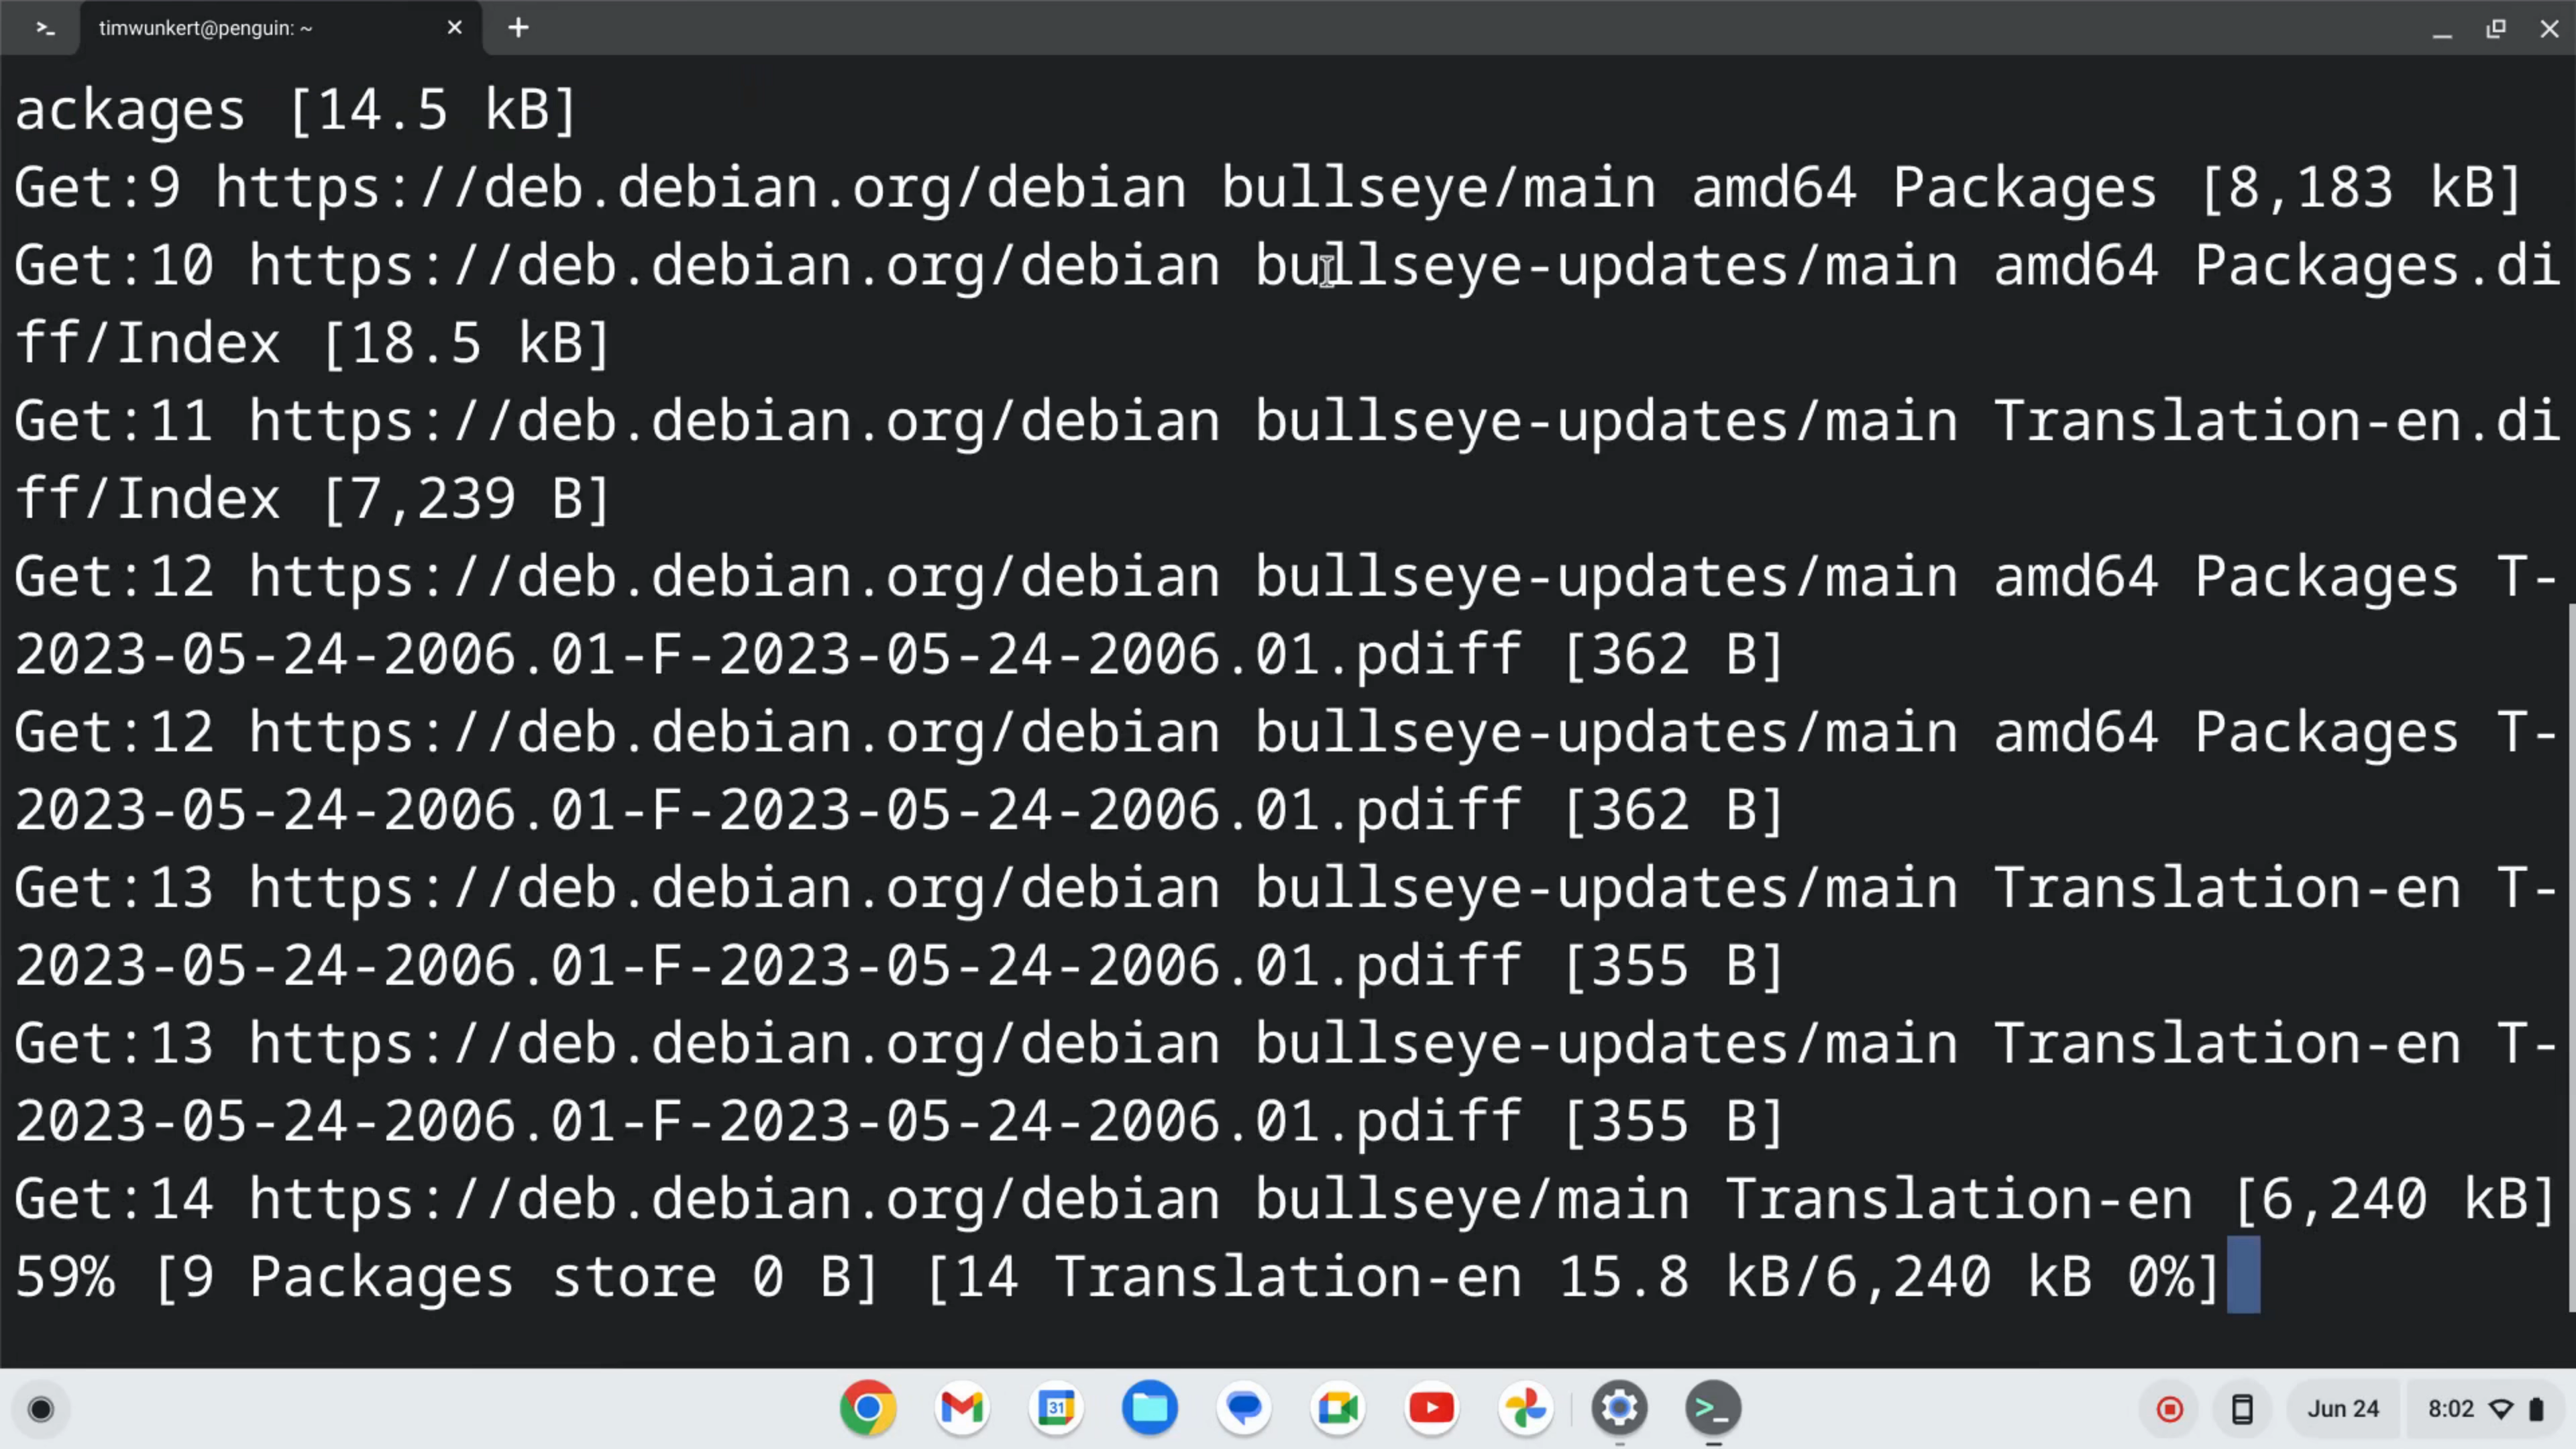 >_ timwunkert@penguin: ~
ackages [14.5 kB]
Get:9 https://deb.debian.org/debian bullseye/main amd64 Packages [8,183 kB]
Get:10 https://deb.debian.org/debian bullseye-updates/main amd64 Packages.di
ff/Index [18.5 kB]
Get:11 https://deb.debian.org/debian bullseye-updates/main Translation-en.di
ff/Index [7,239 B]
Get:12 https://deb.debian.org/debian bullseye-updates/main amd64 Packages T-
2023-05-24-2006.01-F-2023-05-24-2006.01.pdiff [362 B]
Get:12 https://deb.debian.org/debian bullseye-updates/main amd64 Packages T-
2023-05-24-2006.01-F-2023-05-24-2006.01.pdiff [362 B]
Get:13 https://deb.debian.org/debian bullseye-updates/main Translation-en T-
2023-05-24-2006.01-F-2023-05-24-2006.01.pdiff [355 B]
Get:13 https://deb.debian.org/debian bullseye-updates/main Translation-en T-
2023-05-24-2006.01-F-2023-05-24-2006.01.pdiff [355 B]
Get:14 https://deb.debian.org/debian bullseye/main Translation-en [6,240 kB]
59% [9 Packages store 0 B] [14 Translation-en 15.8 kB/6,240 kB 0%]
31 >_ Jun 24 8:02